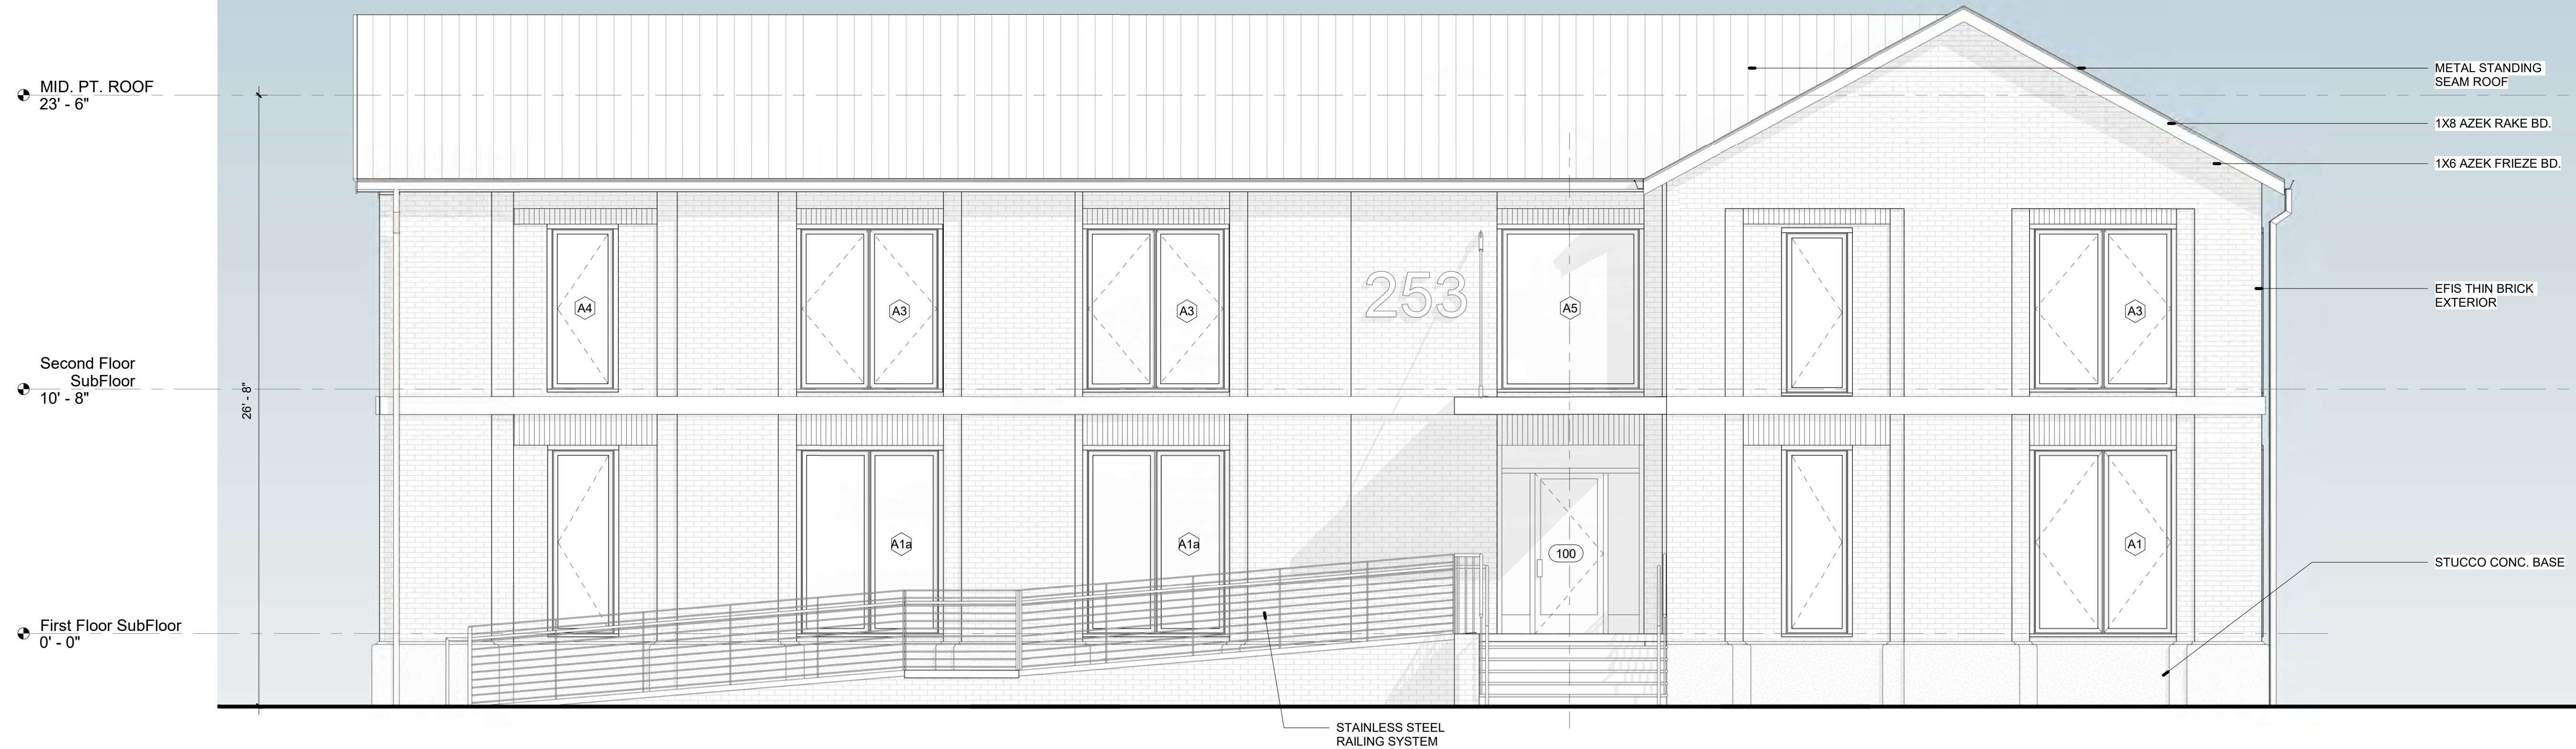 MID. PT. ROOF
23' - 6"
METAL STANDING
SEAM ROOF
1X8 AZEK RAKE BD.
1X6 AZEK FRIEZE BD.
253
A4
A3
A3
A5
A3
EFIS THIN BRICK
EXTERIOR
Second Floor
SubFloor
10' - 8"
26' - 8"
A1a
A1a
100
A1
STUCCO CONC. BASE
First Floor SubFloor
0' - 0"
STAINLESS STEEL
RAILING SYSTEM